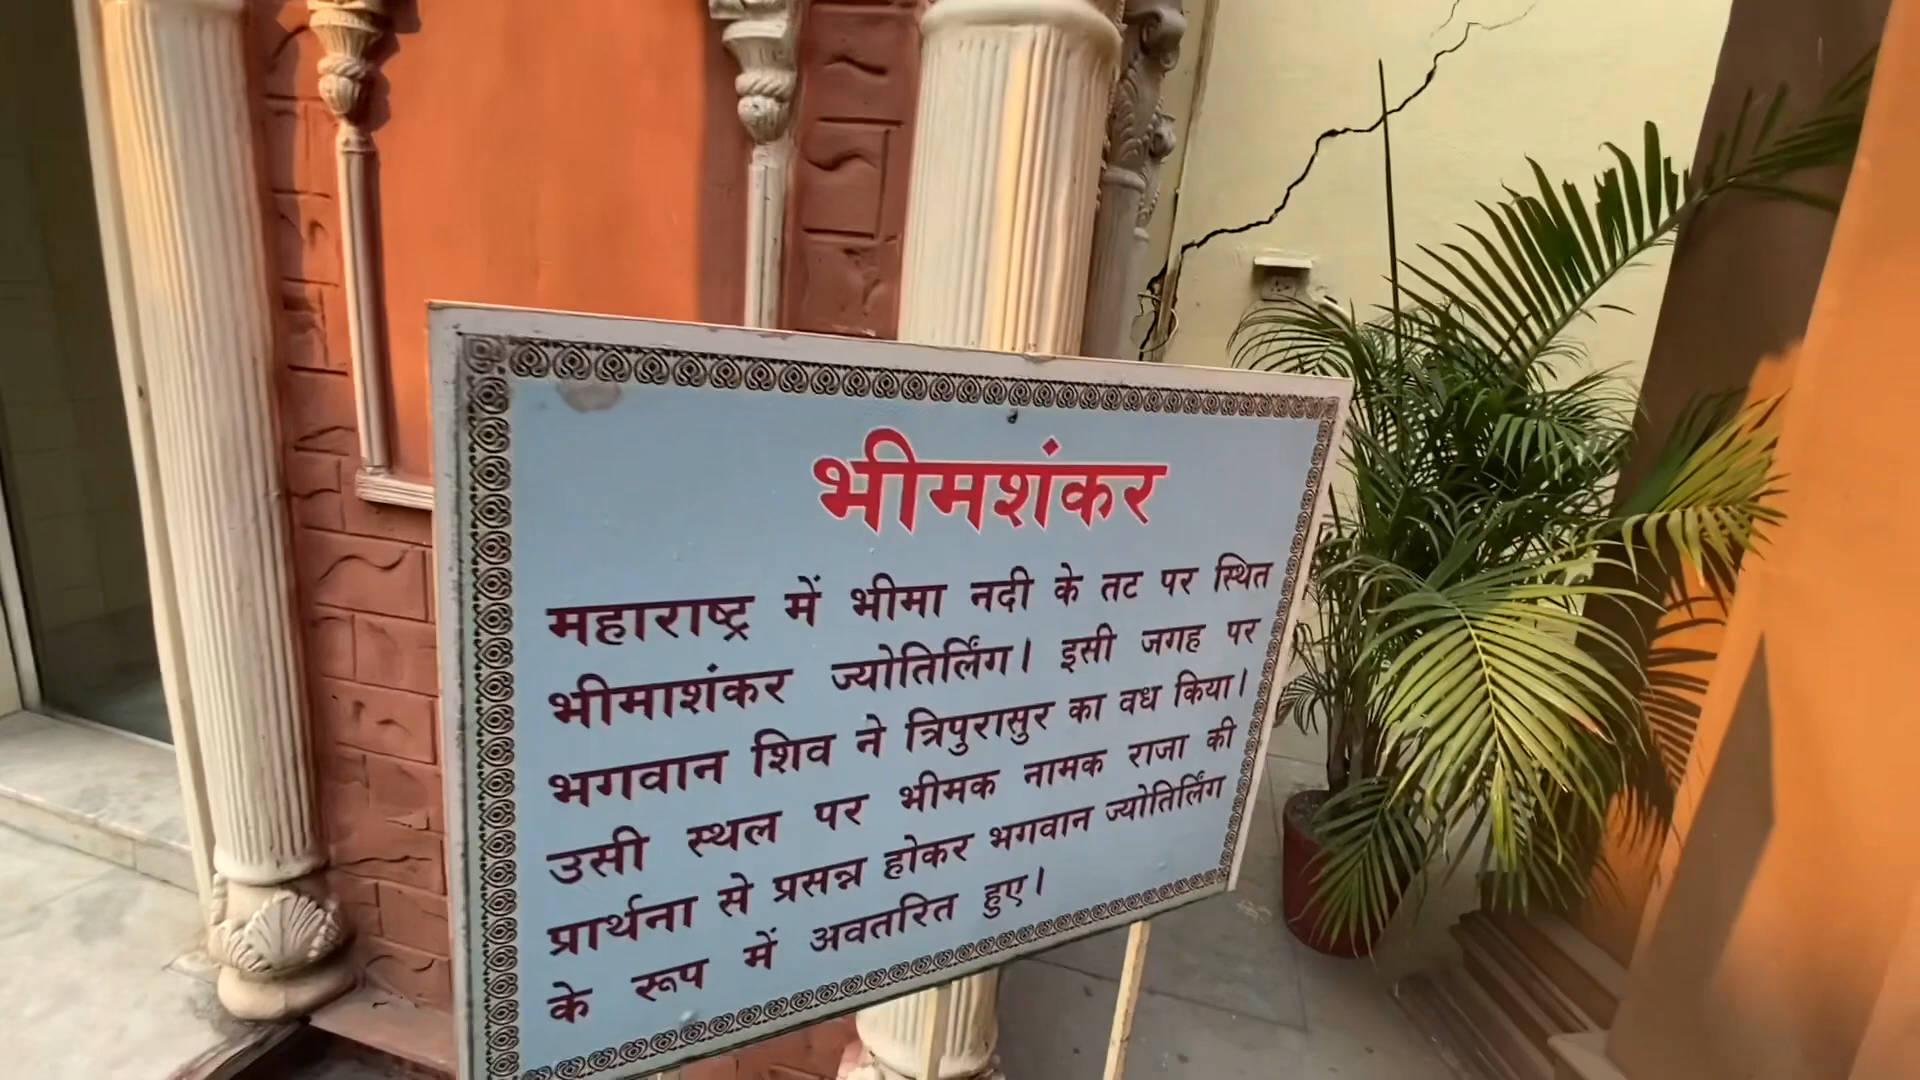 भीमशंकर
महाराष्ट्र में भीमा नदी के तट पर स्थित
भीमाशंकर ज्योतिर्लिंग। इसी जगह पर
भगवान शिव ने त्रिपुरासुर का वध किया।
उसी स्थल पर भीमक नामक राजा की
प्रार्थना से प्रसन्न होकर भगवान ज्योतिर्लिंग
के रूप में अवतरित हुए।